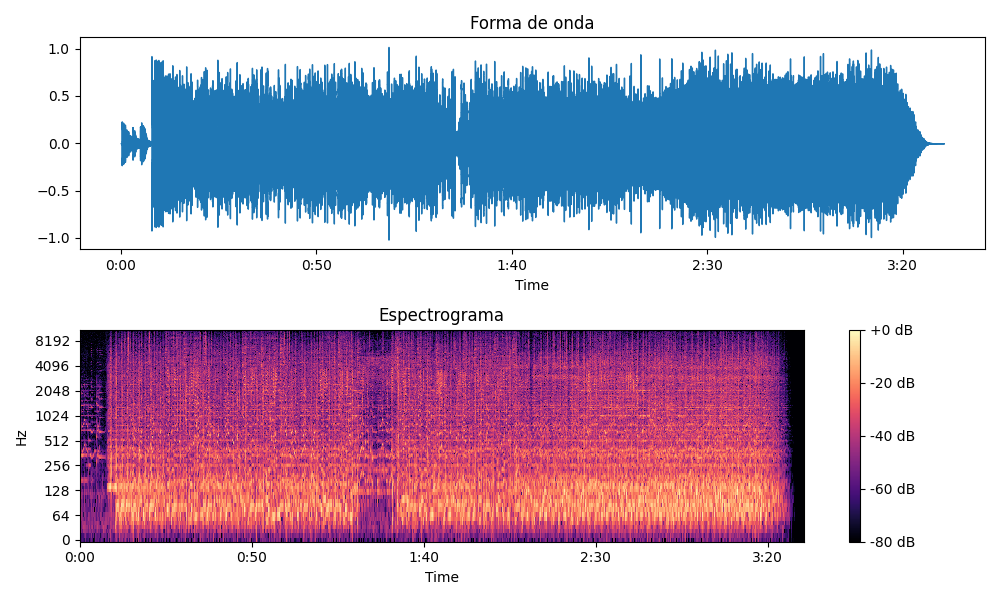 Forma de onda
1.0
0.5
0.0
−0.5
−1.0
0:00 0:50 1:40 2:30 3:20
Time
Espectrograma
Hz
8192
4096
2048
1024
512
256
128
64
0
0:00 0:50 1:40 2:30 3:20
Time
+0 dB
-20 dB
-40 dB
-60 dB
-80 dB